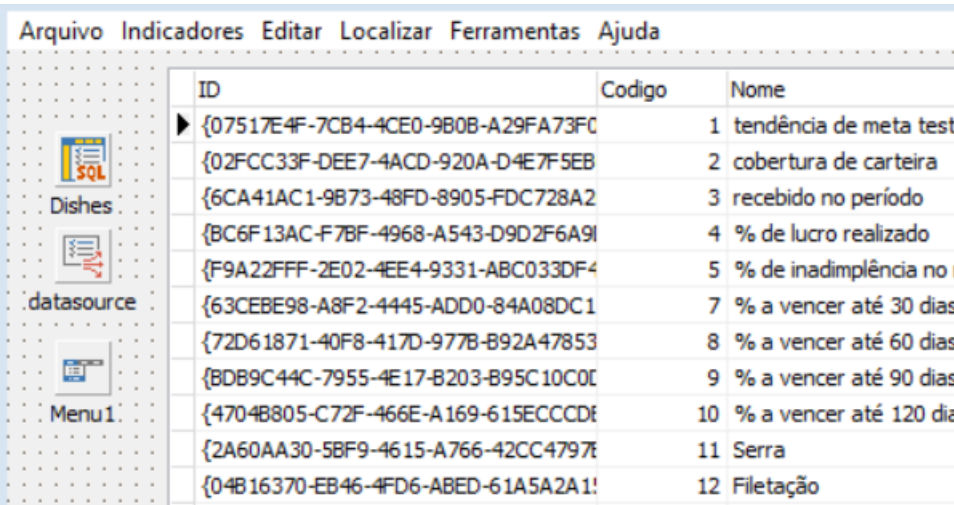 Arquivo Indicadores Editar Localizar Ferramentas Ajuda
ID Codigo Nome
{07517E4F-7CB4-4CE0-9B0B-A29FA73F0 1 tendência de meta test
{02FCC33F-DEE7-4ACD-920A-D4E7F5EB 2 cobertura de carteira
{6CA41AC1-9B73-48FD-8905-FDC728A2 3 recebido no período
{BC6F13AC-F7BF-4968-A543-D9D2F6A9 4 % de lucro realizado
{F9A22FFF-2E02-4EE4-9331-ABC033DF4 5 % de inadimplência no
{63CEBE98-A8F2-4445-ADD0-84A08DC1 7 % a vencer até 30 dias
{72D61871-40F8-417D-977B-B92A47853 8 % a vencer até 60 dias
{BDB9C44C-7955-4E17-B203-B95C10C0D 9 % a vencer até 90 dias
{4704B805-C72F-466E-A169-615ECCCDE 10 % a vencer até 120 dia
{2A60AA30-5BF9-4615-A766-42CC4797E 11 Serra
{04B16370-EB46-4FD6-ABED-61A5A2A15 12 Filetação
SQL
Dishes
datasource
Menu1